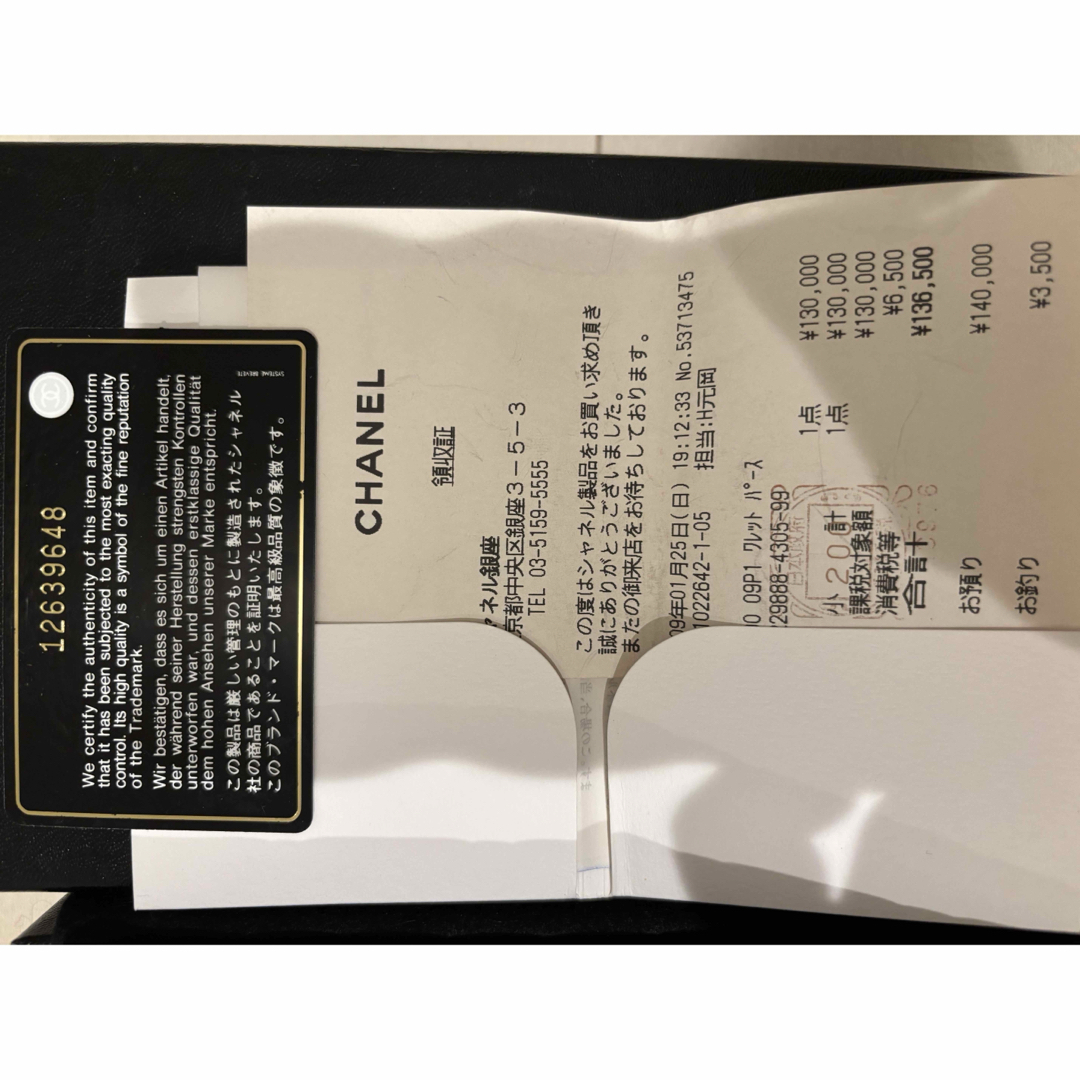 12639648
We certify the authenticity of this item and confirm
that it has been subjected to the most exacting quality
control. Its high quality is a symbol of the fine reputation
of the Trademark.
Wir bestätigen, dass es sich um einen Artikel handelt,
der während seiner Herstellung strengsten Kontrollen
unterworfen war, und dessen erstklassige Qualität
dem hohen Ansehen unserer Marke entspricht.
この製品は厳しい管理のもとに製造されたシャネル
社の商品であることを証明いたします。
このブランド・マークは最高級品質の象徴です。
SYSTEME BREVETE
CHANEL
領収証
ャネル銀座
京都中央区銀座3-5-3
TEL 03-5159-5555
この度はシャネル製品をお買い求め頂き
誠にありがとうございました。
またの御来店をお待ちしております。
09年01月25日(日) 19:12:33 No.53713475
1022642-1-05 担当:H元岡
00 09P1 ワレット パース
29888-4305-99 1点 ¥130,000
小 計 1点 ¥130,000
課税対象額 ¥130,000
消費税等 ¥6,500
合計 ¥136,500
お預り ¥140,000
お釣り ¥3,500
200
日本政府